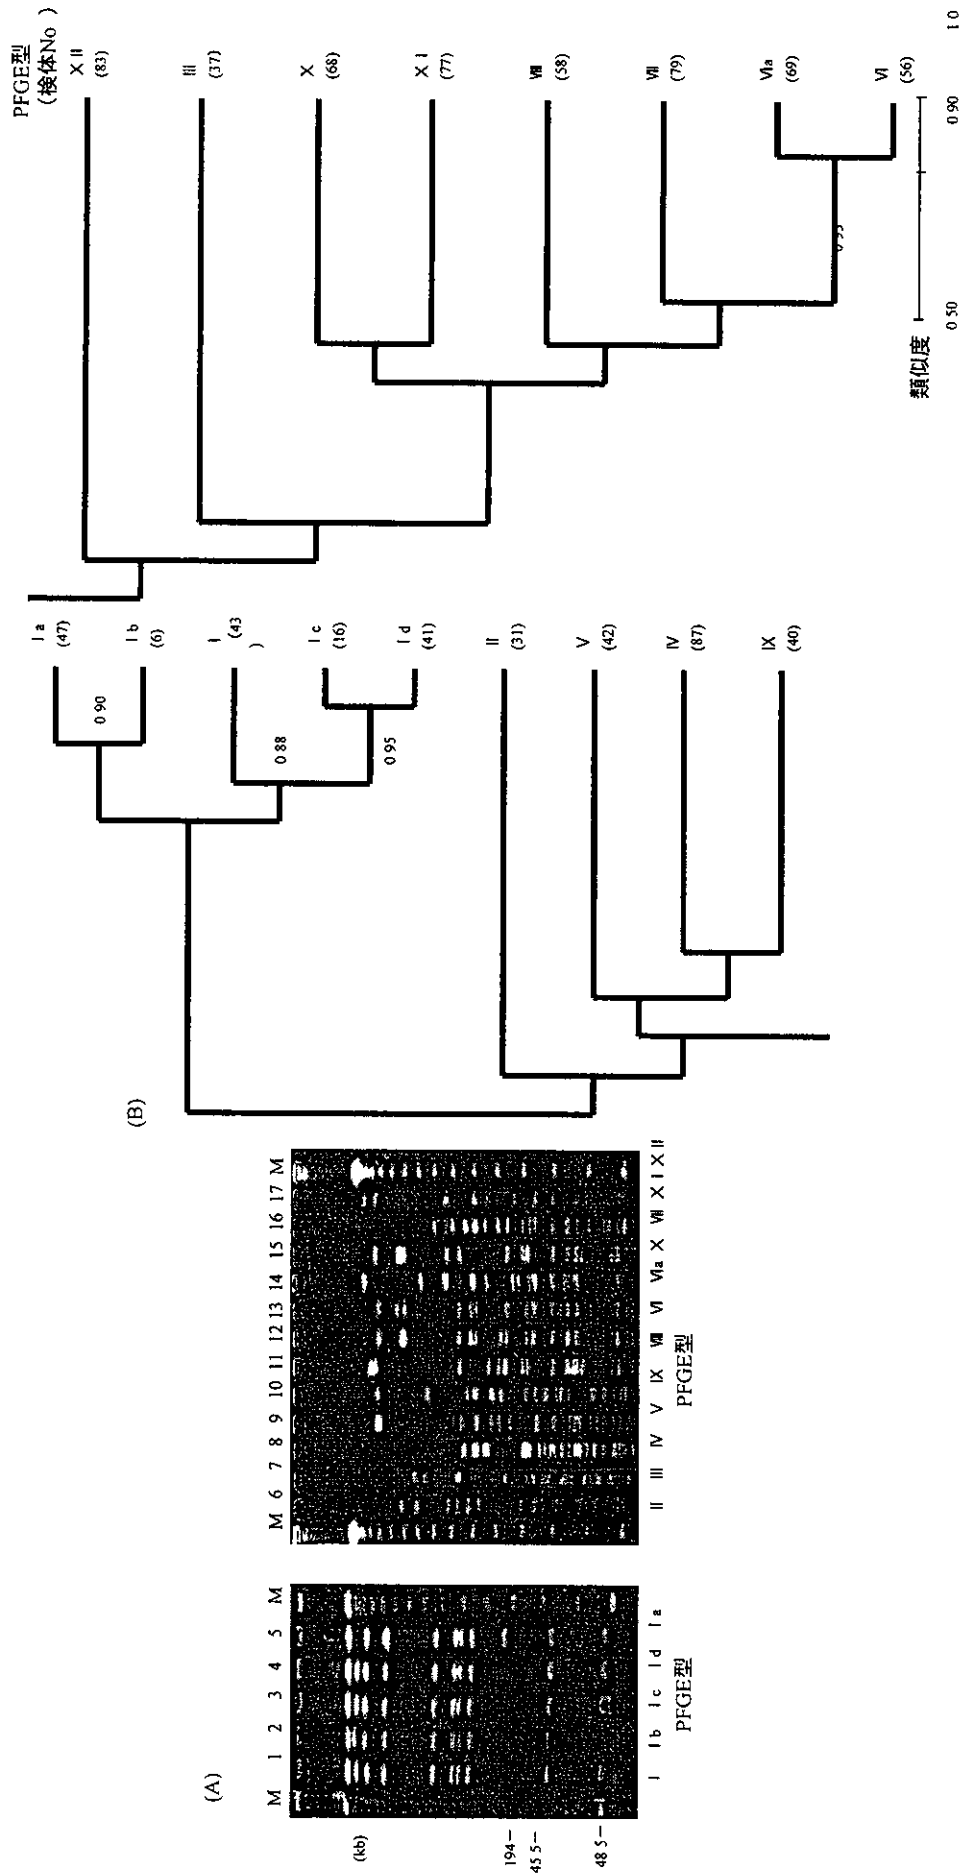 (A)
M 1 2 3 4 5 M
(kb)
194
45 5
48 5
I I b I c I d I a
PFGE型
M 6 7 8 9 10 11 12 13 14 15 16 17 M
II III IV V IX Ⅷ VI VIa X Ⅶ X I X II
PFGE型
(B)
I a
(47)
I b
(6)
I
(43
)
I c
(16)
I d
(41)
II
(31)
V
(42)
IV
(87)
IX
(40)
0 90
0 88
0 95
PFGE型
(検体No )
X II
(83)
III
(37)
X
(68)
X I
(77)
Ⅷ
(58)
Ⅶ
(79)
VIa
(69)
VI
(56)
類似度
0 50
0 90
1 0